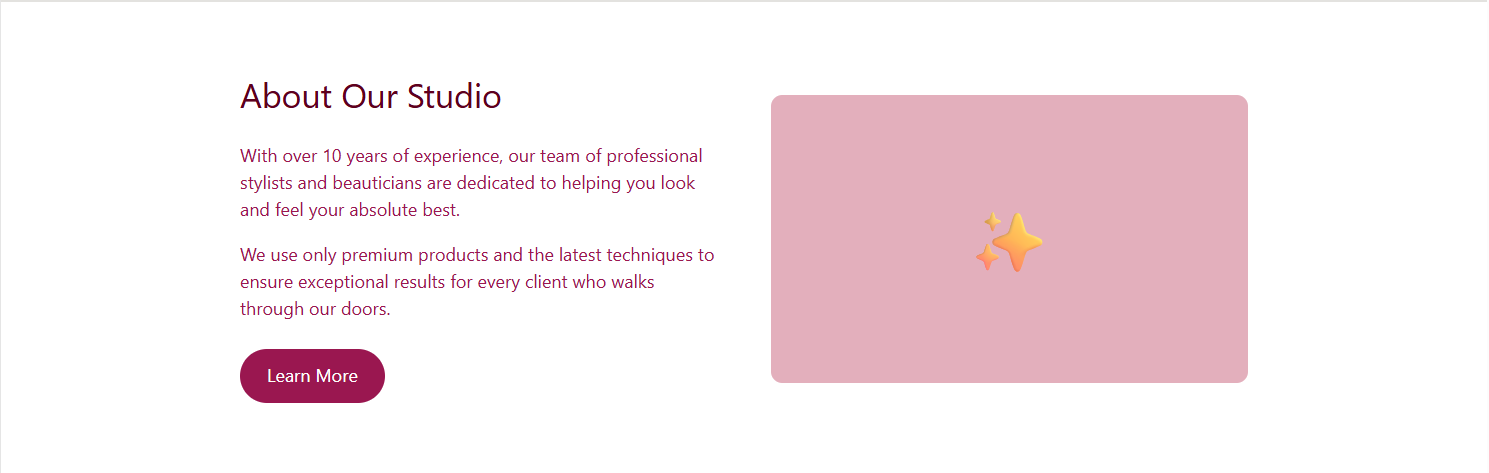 About Our Studio
With over 10 years of experience, our team of professional
stylists and beauticians are dedicated to helping you look
and feel your absolute best.
We use only premium products and the latest techniques to
ensure exceptional results for every client who walks
through our doors.
Learn More